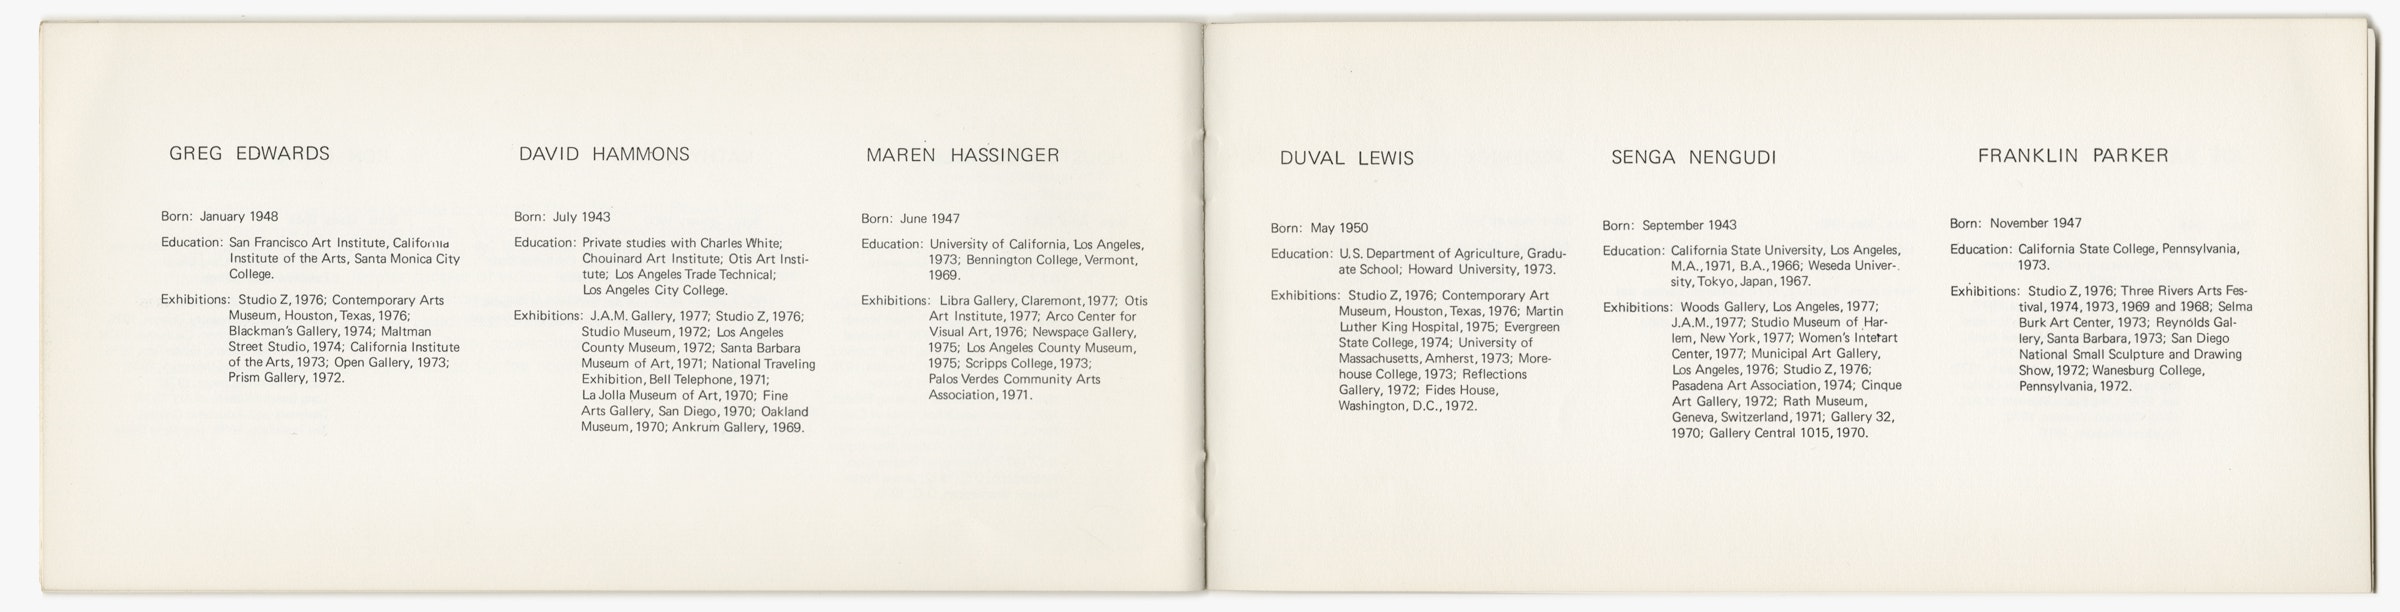 GREG EDWARDS
Born: January 1948
Education: San Francisco Art Institute, California
Institute of the Arts, Santa Monica City
College.
Exhibitions: Studio Z, 1976; Contemporary Arts
Museum, Houston, Texas, 1976;
Blackman's Gallery, 1974; Maltman
Street Studio, 1974; California Institute
of the Arts, 1973; Open Gallery, 1973;
Prism Gallery, 1972.
DAVID HAMMONS
Born: July 1943
Education: Private studies with Charles White;
Chouinard Art Institute; Otis Art Insti-
tute; Los Angeles Trade Technical;
Los Angeles City College.
Exhibitions: J.A.M. Gallery, 1977; Studio Z, 1976;
Studio Museum, 1972; Los Angeles
County Museum, 1972; Santa Barbara
Museum of Art, 1971; National Traveling
Exhibition, Bell Telephone, 1971;
La Jolla Museum of Art, 1970; Fine
Arts Gallery, San Diego, 1970; Oakland
Museum, 1970; Ankrum Gallery, 1969.
MAREN HASSINGER
Born: June 1947
Education: University of California, Los Angeles,
1973; Bennington College, Vermont,
1969.
Exhibitions: Libra Gallery, Claremont, 1977; Otis
Art Institute, 1977; Arco Center for
Visual Art, 1976; Newspace Gallery,
1975; Los Angeles County Museum,
1975; Scripps College, 1973;
Palos Verdes Community Arts
Association, 1971.
DUVAL LEWIS
Born: May 1950
Education: U.S. Department of Agriculture, Gradu-
ate School; Howard University, 1973.
Exhibitions: Studio Z, 1976; Contemporary Art
Museum, Houston, Texas, 1976; Martin
Luther King Hospital, 1975; Evergreen
State College, 1974; University of
Massachusetts, Amherst, 1973; More-
house College, 1973; Reflections
Gallery, 1972; Fides House,
Washington, D.C., 1972.
SENGA NENGUDI
Born: September 1943
Education: California State University, Los Angeles,
M.A., 1971, B.A., 1966; Weseda Univer-
sity, Tokyo, Japan, 1967.
Exhibitions: Woods Gallery, Los Angeles, 1977;
J.A.M., 1977; Studio Museum of Har-
lem, New York, 1977; Women's Intefart
Center, 1977; Municipal Art Gallery,
Los Angeles, 1976; Studio Z, 1976;
Pasadena Art Association, 1974; Cinque
Art Gallery, 1972; Rath Museum,
Geneva, Switzerland, 1971; Gallery 32,
1970; Gallery Central 1015, 1970.
FRANKLIN PARKER
Born: November 1947
Education: California State College, Pennsylvania,
1973.
Exhibitions: Studio Z, 1976; Three Rivers Arts Fes-
tival, 1974, 1973, 1969 and 1968; Selma
Burk Art Center, 1973; Reynolds Gal-
lery, Santa Barbara, 1973; San Diego
National Small Sculpture and Drawing
Show, 1972; Wanesburg College,
Pennsylvania, 1972.